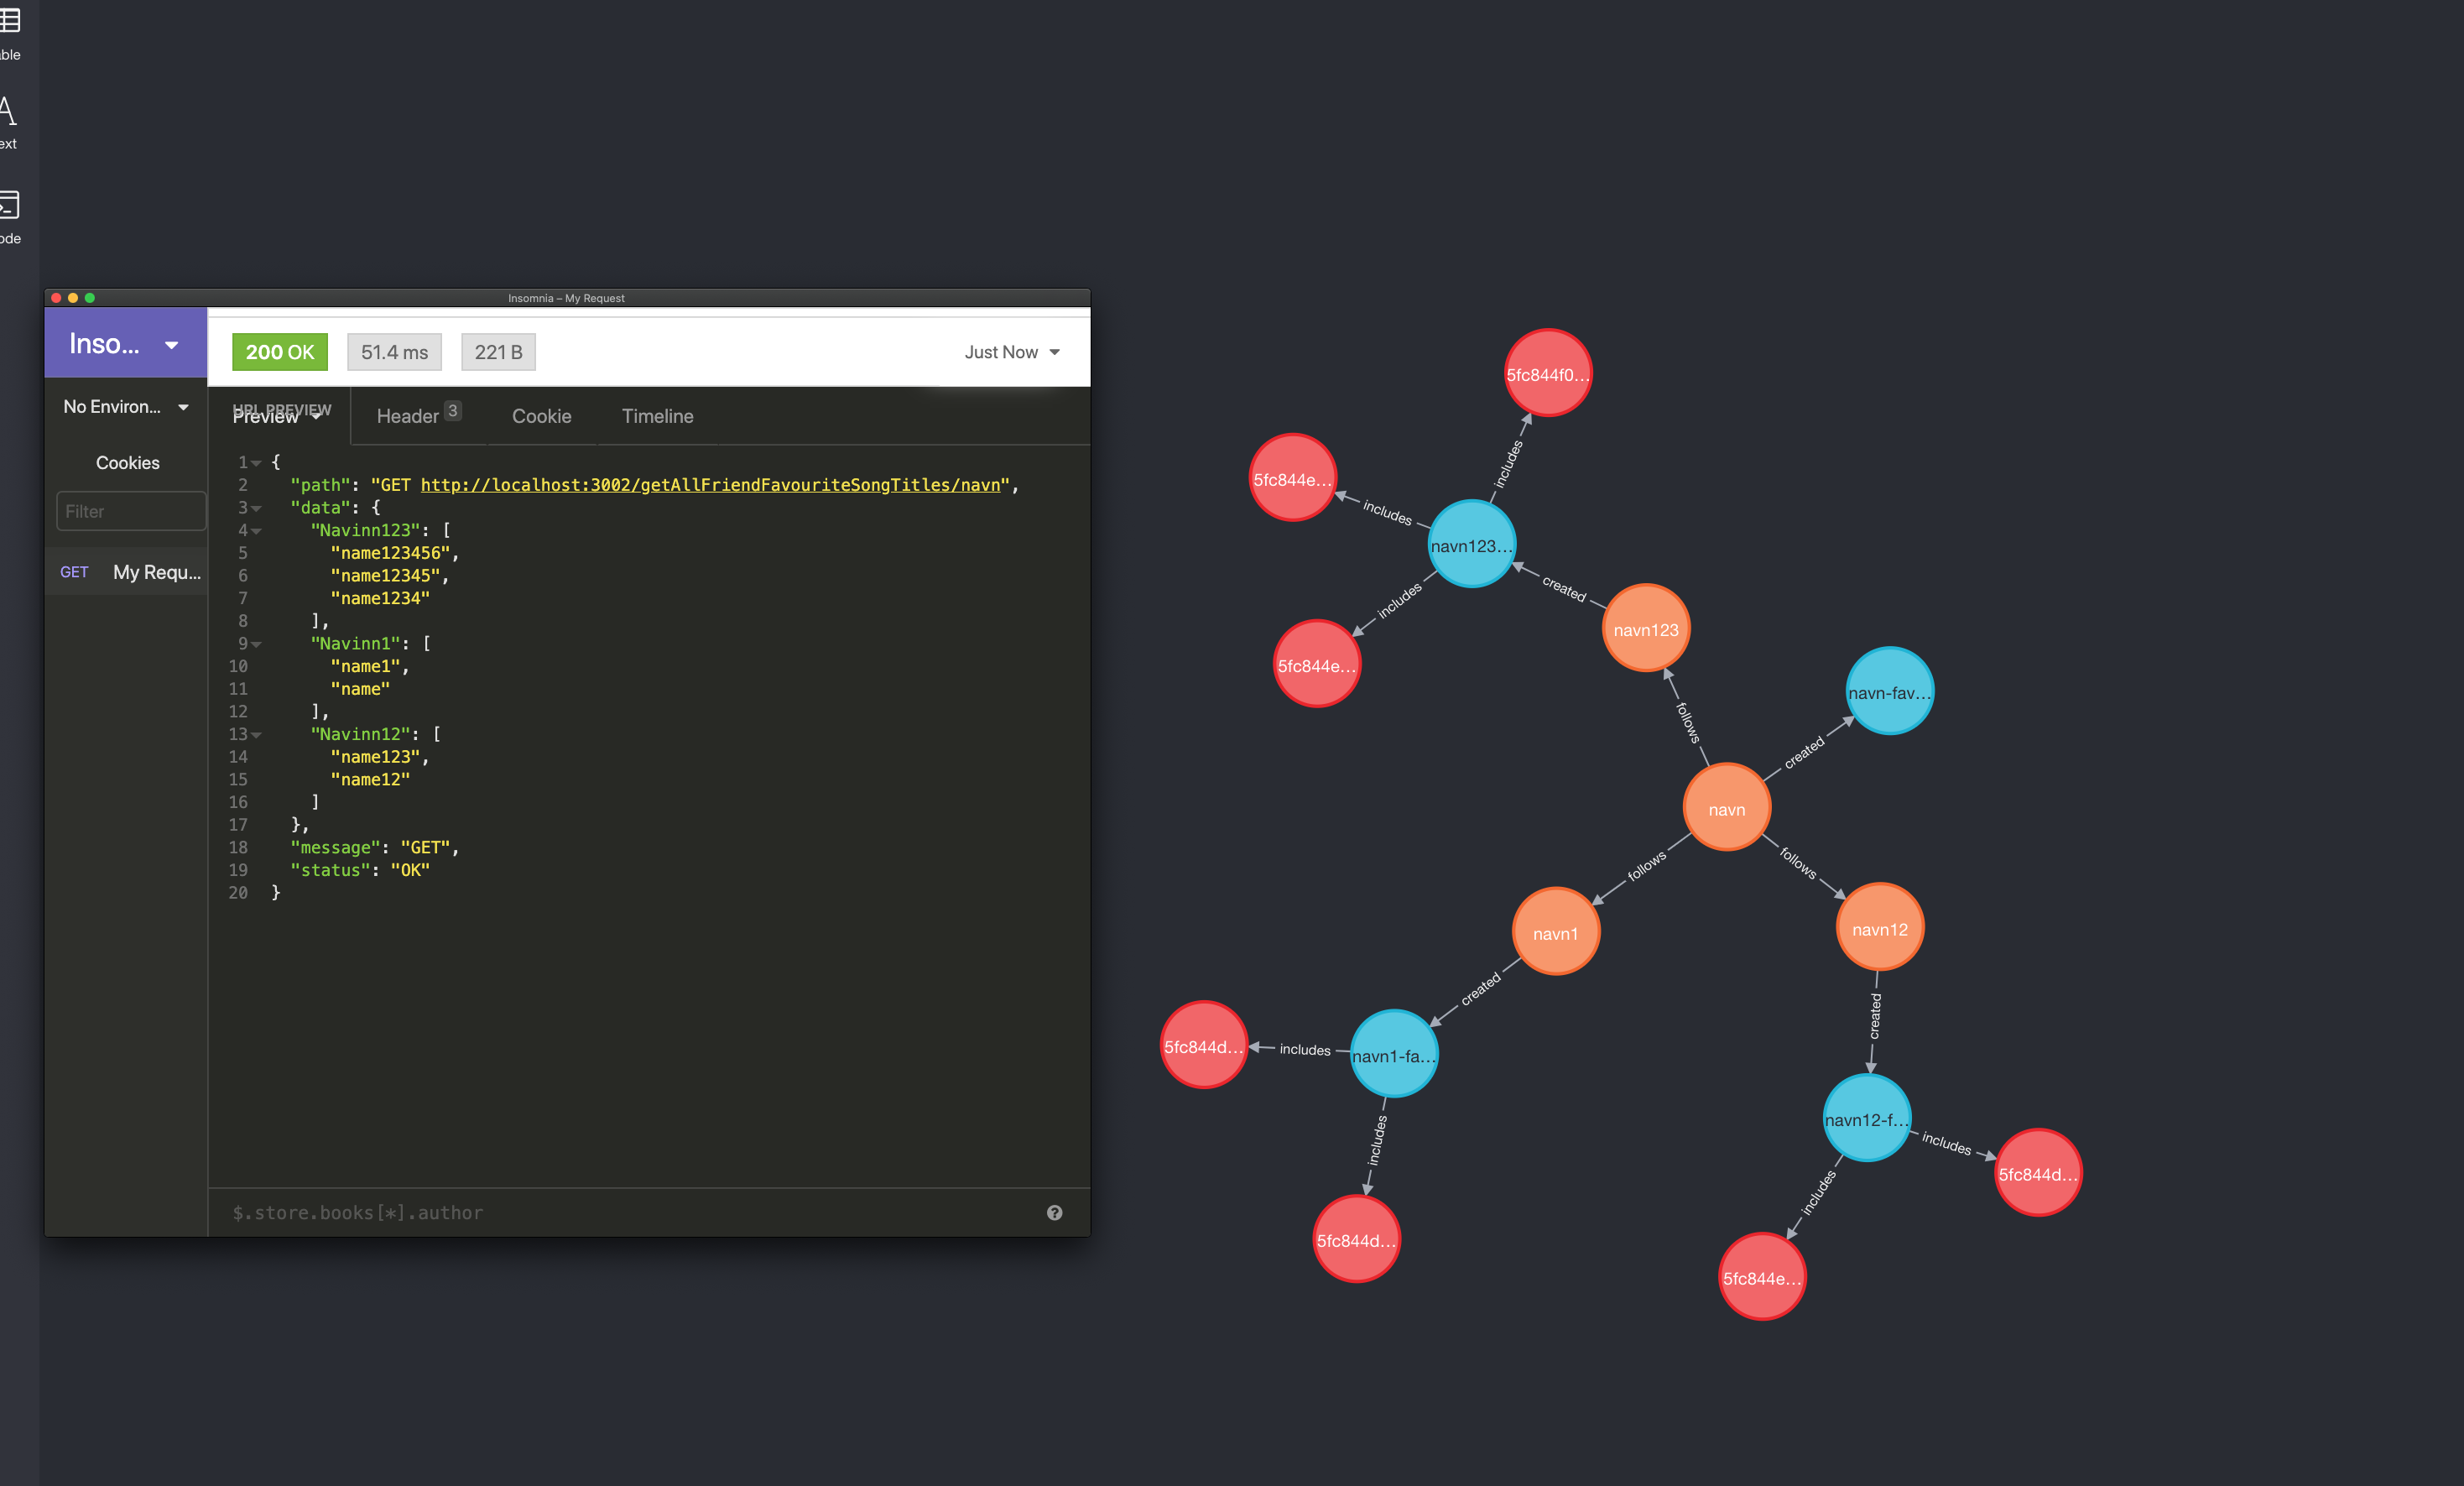 able
Text
Code
Insomnia – My Request
Inso...
200 OK
51.4 ms
221 B
Just Now
No Environ...
URL PREVIEW
Preview
Header 3
Cookie
Timeline
Cookies
Filter
GET My Requ...
1 {
2 "path": "GET http://localhost:3002/getAllFriendFavouriteSongTitles/navn",
3 "data": {
4 "Navinn123": [
5 "name123456",
6 "name12345",
7 "name1234"
8 ],
9 "Navinn1": [
10 "name1",
11 "name"
12 ],
13 "Navinn12": [
14 "name123",
15 "name12"
16 ]
17 },
18 "message": "GET",
19 "status": "OK"
20 }
$.store.books[*].author
5fc844f0...
includes
5fc844e...
includes
navn123...
includes
created
5fc844e...
navn123
navn-fav...
follows
created
navn
follows
follows
navn1
navn12
created
created
5fc844d...
includes
navn1-fa...
navn12-f...
includes
includes
5fc844d...
includes
5fc844d...
5fc844e...